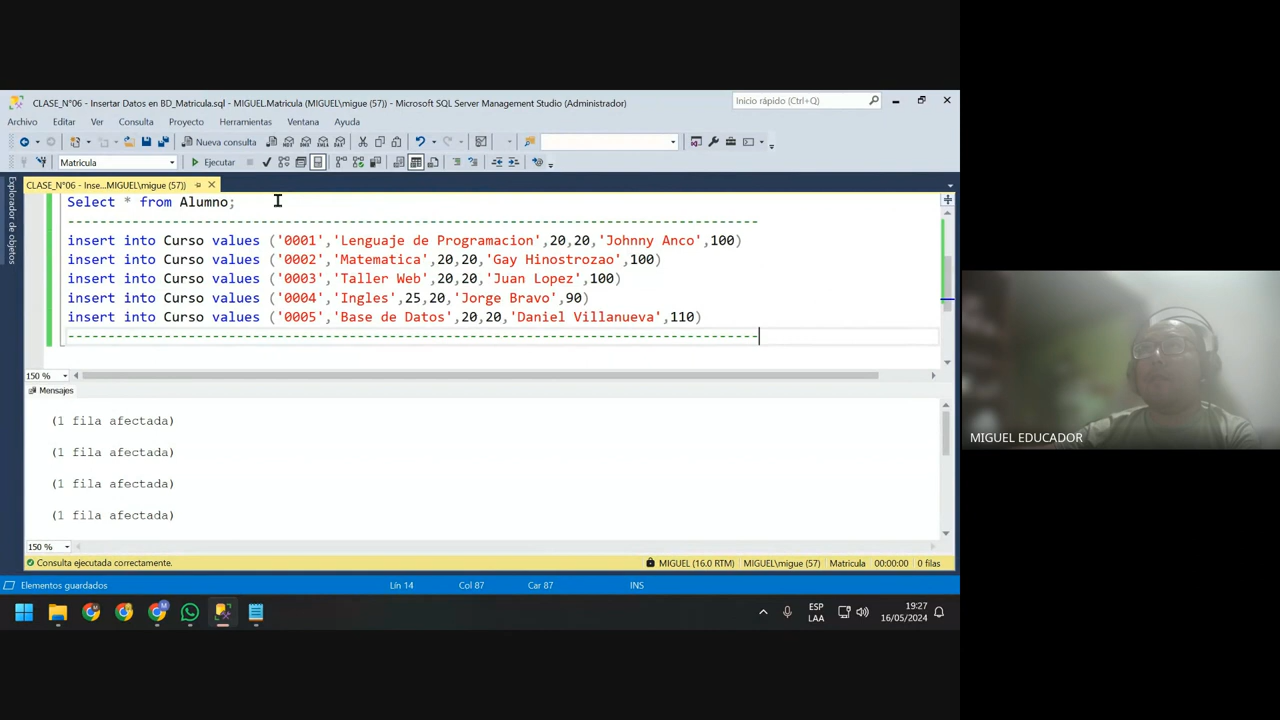 CLASE_N°06 - Insertar Datos en BD_Matricula.sql - MIGUEL.Matricula (MIGUEL\migue (57)) - Microsoft SQL Server Management Studio (Administrador)
Inicio rápido (Ctrl+Q)
Archivo Editar Ver Consulta Proyecto Herramientas Ventana Ayuda
Nueva consulta
Matricula
Ejecutar
CLASE_N°06 - Inse...MIGUEL\migue (57))
Explorador de objetos
Select * from Alumno;
--------------------------------------------------------------------------------------
insert into Curso values ('0001','Lenguaje de Programacion',20,20,'Johnny Anco',100)
insert into Curso values ('0002','Matematica',20,20,'Gay Hinostrozao',100)
insert into Curso values ('0003','Taller Web',20,20,'Juan Lopez',100)
insert into Curso values ('0004','Ingles',25,20,'Jorge Bravo',90)
insert into Curso values ('0005','Base de Datos',20,20,'Daniel Villanueva',110)
--------------------------------------------------------------------------------------
150 %
Mensajes
(1 fila afectada)
(1 fila afectada)
(1 fila afectada)
(1 fila afectada)
150 %
Consulta ejecutada correctamente.
MIGUEL (16.0 RTM) MIGUEL\migue (57) Matricula 00:00:00 0 filas
Elementos guardados
Lín 14 Col 87 Car 87 INS
ESP
LAA
19:27
16/05/2024
MIGUEL EDUCADOR